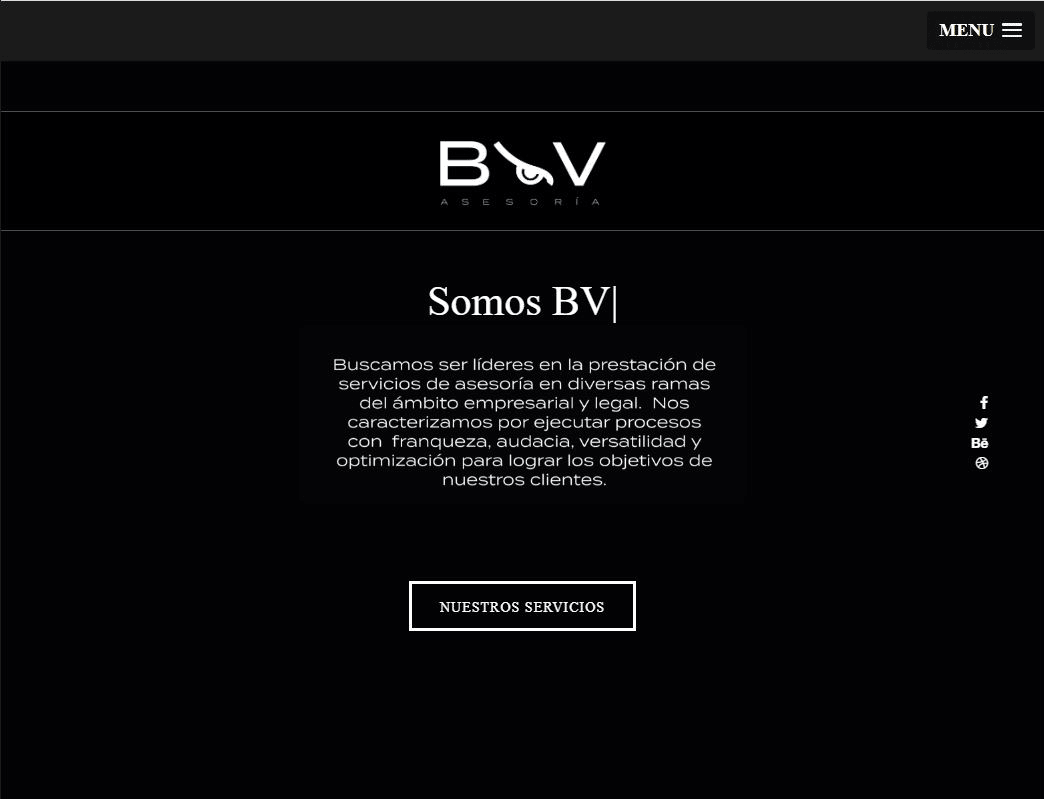 MENU
BV
ASESORÍA
Somos BV|
Buscamos ser líderes en la prestación de
servicios de asesoría en diversas ramas
del ámbito empresarial y legal. Nos
caracterizamos por ejecutar procesos
con franqueza, audacia, versatilidad y
optimización para lograr los objetivos de
nuestros clientes.
Bē
NUESTROS SERVICIOS